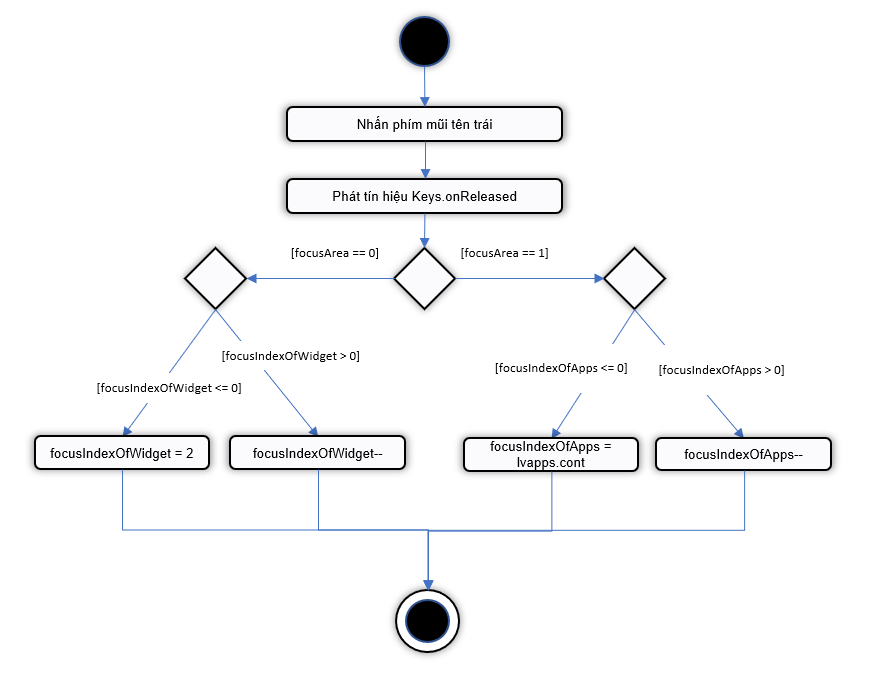 Nhấn phím mũi tên trái
Phát tín hiệu Keys.onReleased
[focusArea == 0]
[focusArea == 1]
[focusIndexOfWidget > 0]
[focusIndexOfWidget <= 0]
[focusIndexOfApps <= 0]
[focusIndexOfApps > 0]
focusIndexOfWidget = 2
focusIndexOfWidget--
focusIndexOfApps =
lvapps.cont
focusIndexOfApps--